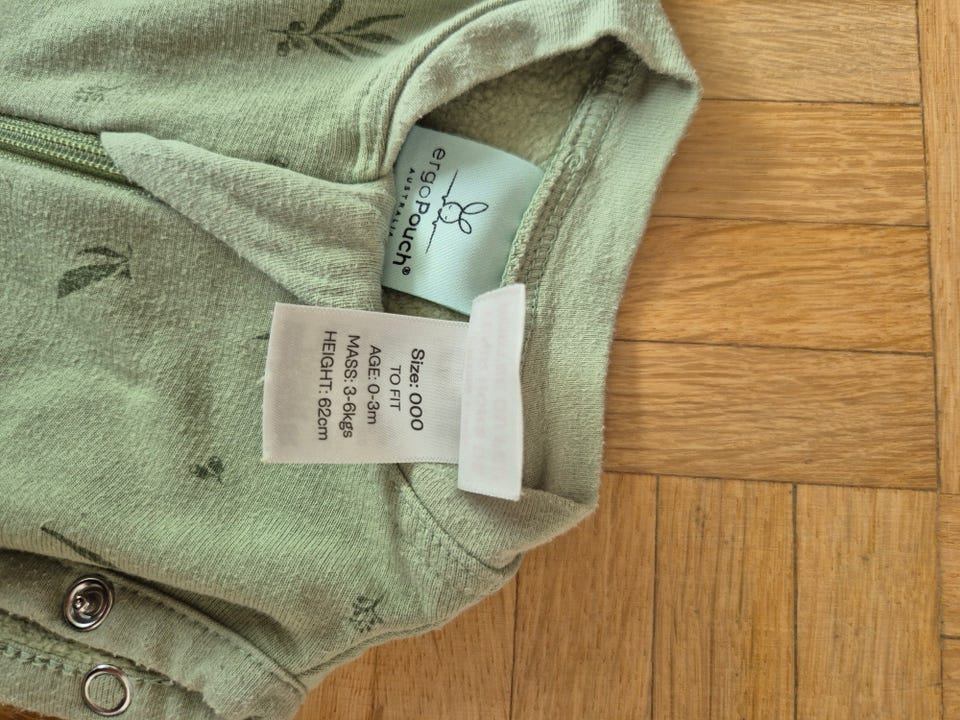 ergoPouch®
AUSTRALIA
Size: 000
TO FIT
AGE: 0-3m
MASS: 3-6kgs
HEIGHT: 62cm